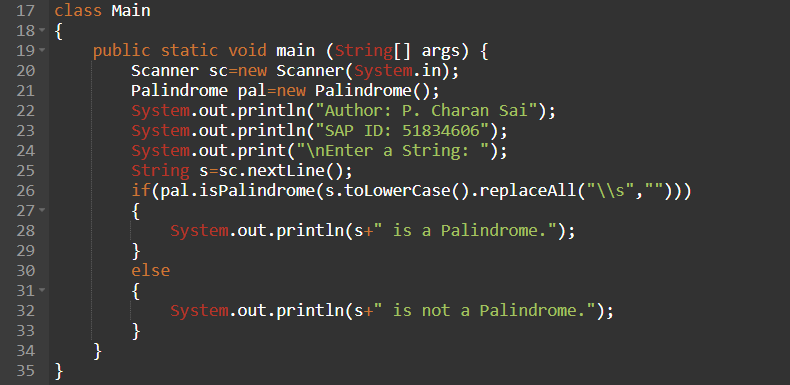 17 class Main
18 {
19 public static void main (String[] args) {
20 Scanner sc=new Scanner(System.in);
21 Palindrome pal=new Palindrome();
22 System.out.println("Author: P. Charan Sai");
23 System.out.println("SAP ID: 51834606");
24 System.out.print("\nEnter a String: ");
25 String s=sc.nextLine();
26 if(pal.isPalindrome(s.toLowerCase().replaceAll("\\s","")))
27 {
28 System.out.println(s+" is a Palindrome.");
29 }
30 else
31 {
32 System.out.println(s+" is not a Palindrome.");
33 }
34 }
35 }